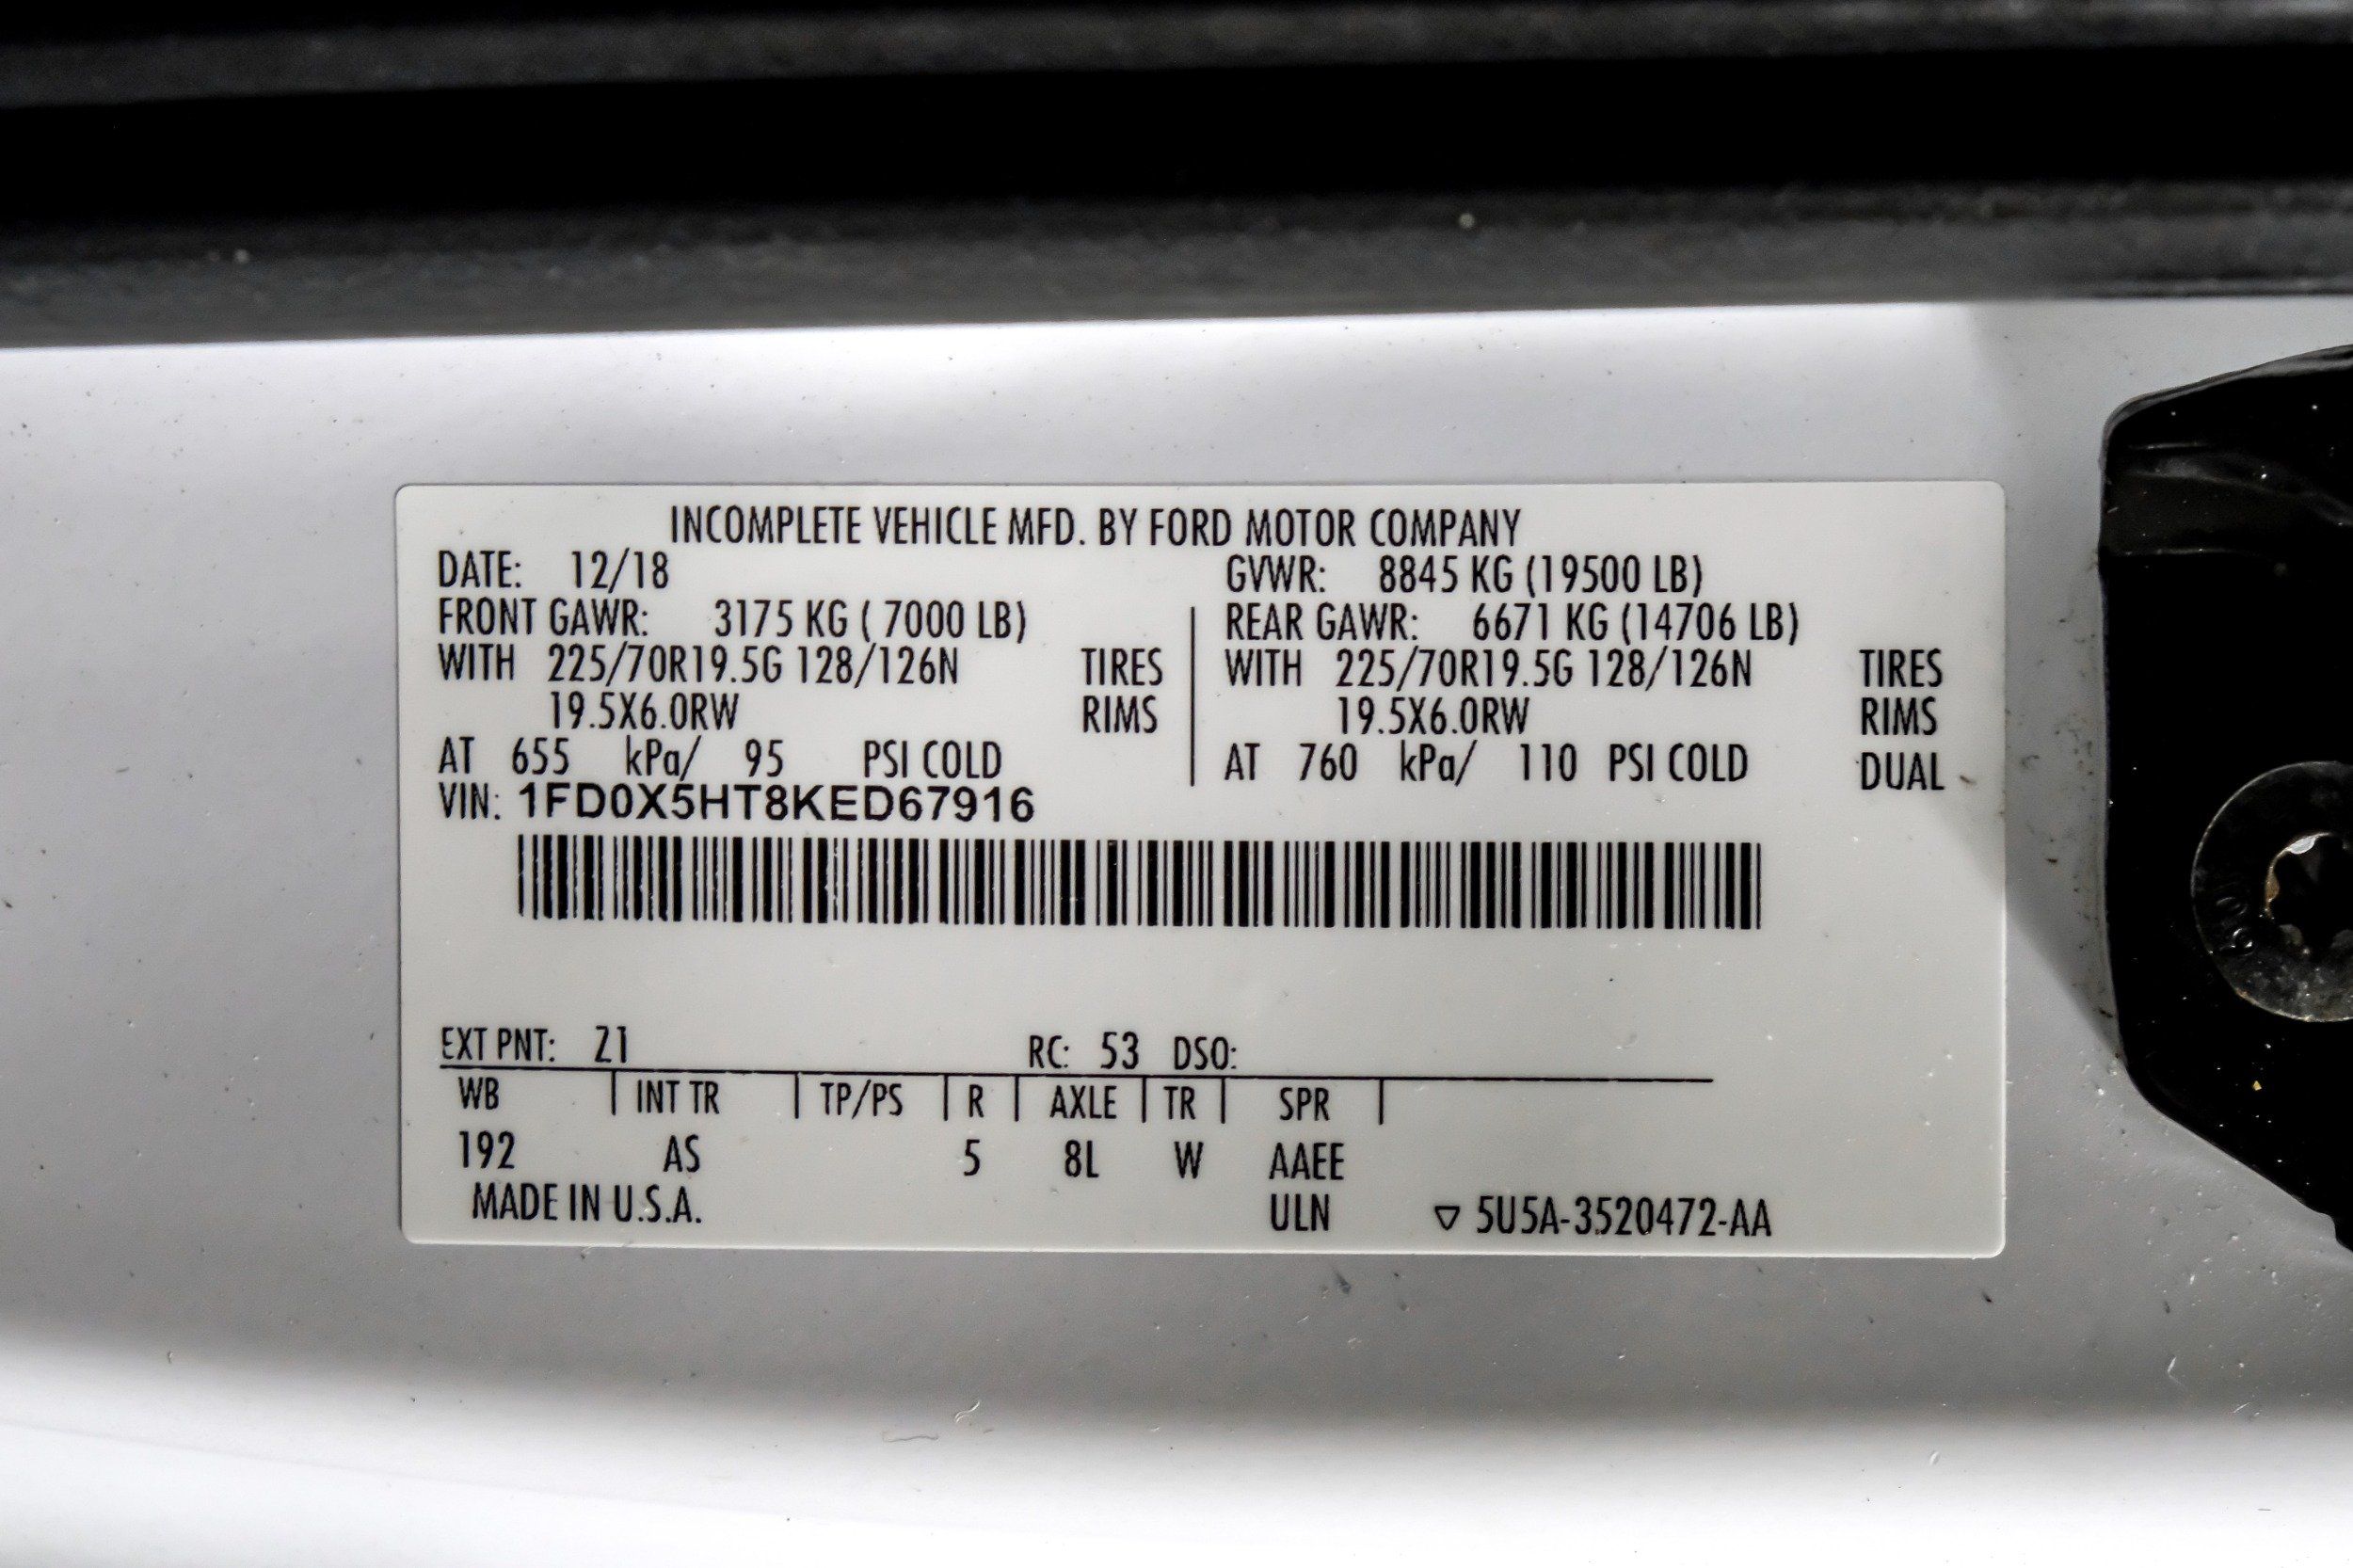 INCOMPLETE VEHICLE MFD. BY FORD MOTOR COMPANY
DATE: 12/18 GVWR: 8845 KG (19500 LB)
FRONT GAWR: 3175 KG ( 7000 LB) REAR GAWR: 6671 KG (14706 LB)
WITH 225/70R19.5G 128/126N TIRES WITH 225/70R19.5G 128/126N TIRES
19.5X6.0RW RIMS 19.5X6.0RW RIMS
AT 655 kPa/ 95 PSI COLD AT 760 kPa/ 110 PSI COLD DUAL
VIN: 1FD0X5HT8KED67916
EXT PNT: Z1 RC: 53 DSO:
WB INT TR TP/PS R AXLE TR SPR
192 AS 5 8L W AAEE
MADE IN U.S.A. ULN ▽ 5U5A-3520472-AA